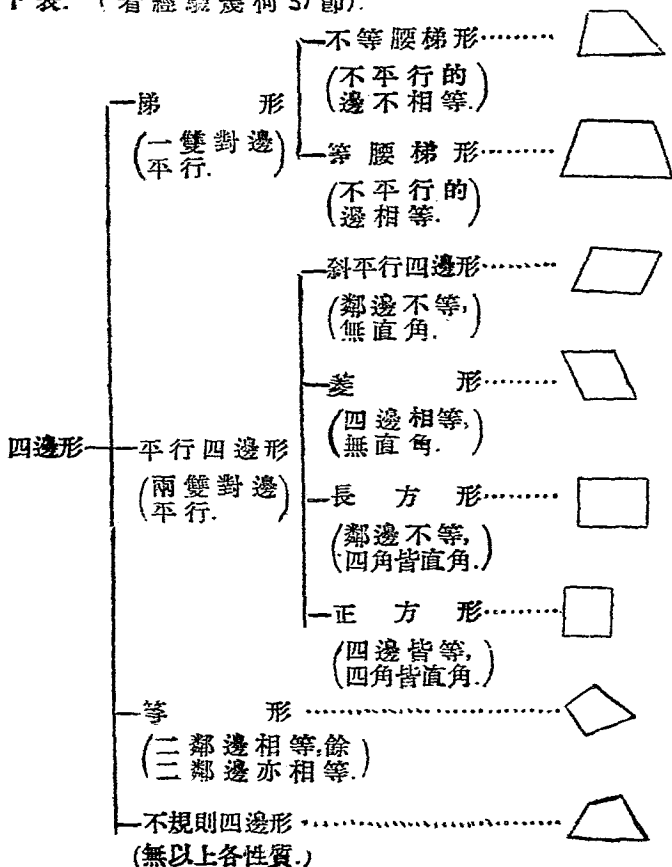 下表. (看經驗幾何 節).
不等腰梯形
(不平行的
邊不相等.)
梯 形
(一雙對邊
平行.)
等腰梯形
(不平行的
邊相等.)
斜平行四邊形
(鄰邊不等,
無直角.)
菱 形
(四邊相等,
無直角.)
四邊形
平行四邊形
(兩雙對邊
平行.)
長方形
(鄰邊不等,
四角皆直角.)
正方形
(四邊皆等,
四角皆直角.)
箏 形
(二鄰邊相等,餘
二鄰邊亦相等.)
不規則四邊形
(無以上各性質.)